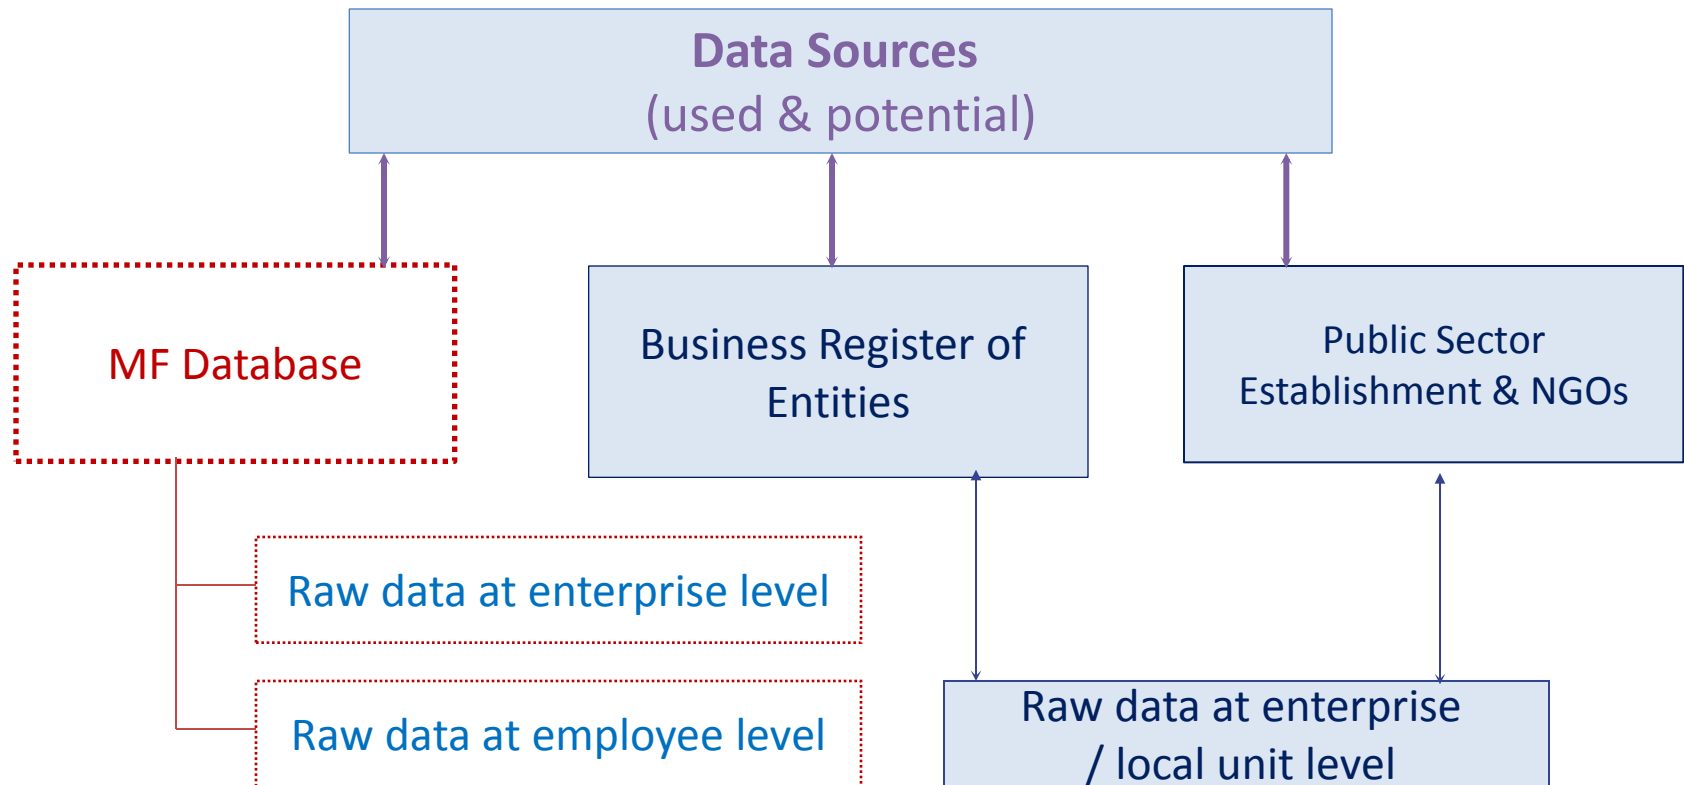 Data Sources
(used & potential)
MF Database
Business Register of
Entities
Public Sector
Establishment & NGOs
Raw data at enterprise level
Raw data at employee level
Raw data at enterprise
/ local unit level